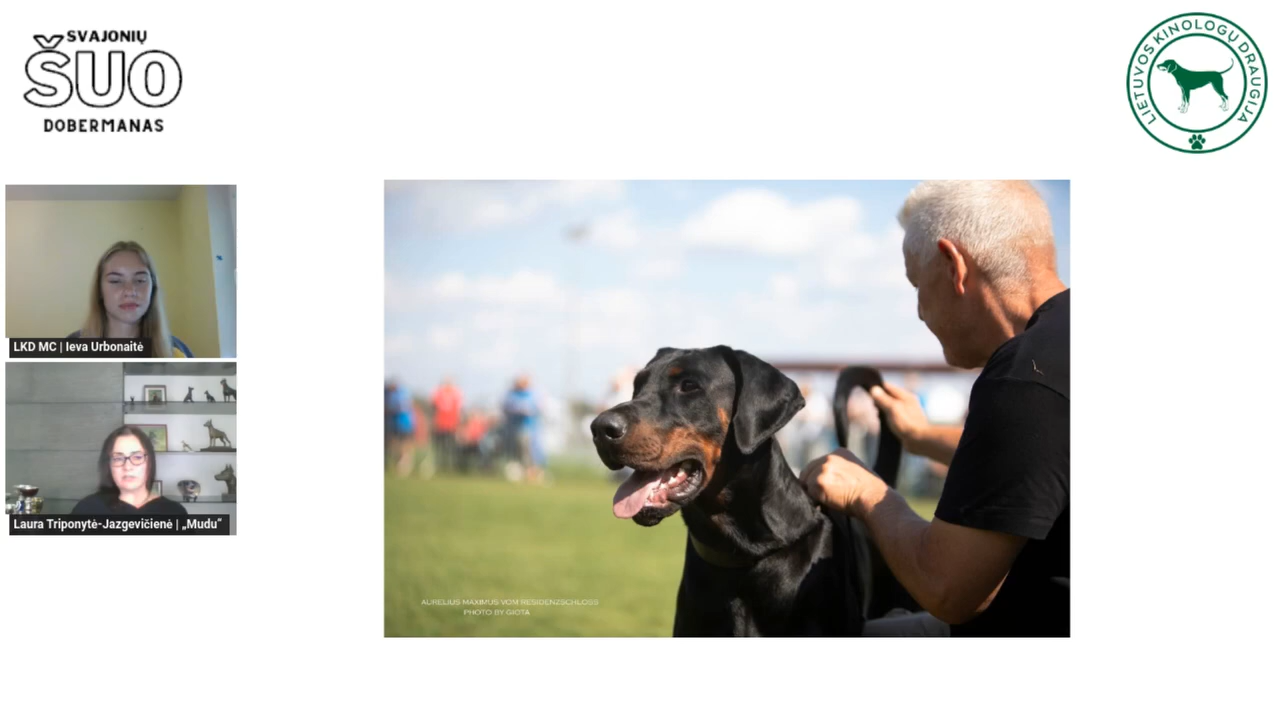 SVAJONIŲ
ŠUO
DOBERMANAS
LIETUVOS KINOLOGŲ DRAUGIJA
LKD MC | Ieva Urbonaitė
Laura Triponytė-Jazgevičienė | „Mudu“
AURELIUS MAXIMUS VOM RESIDENZSCHLOSS
PHOTO BY GIOTA